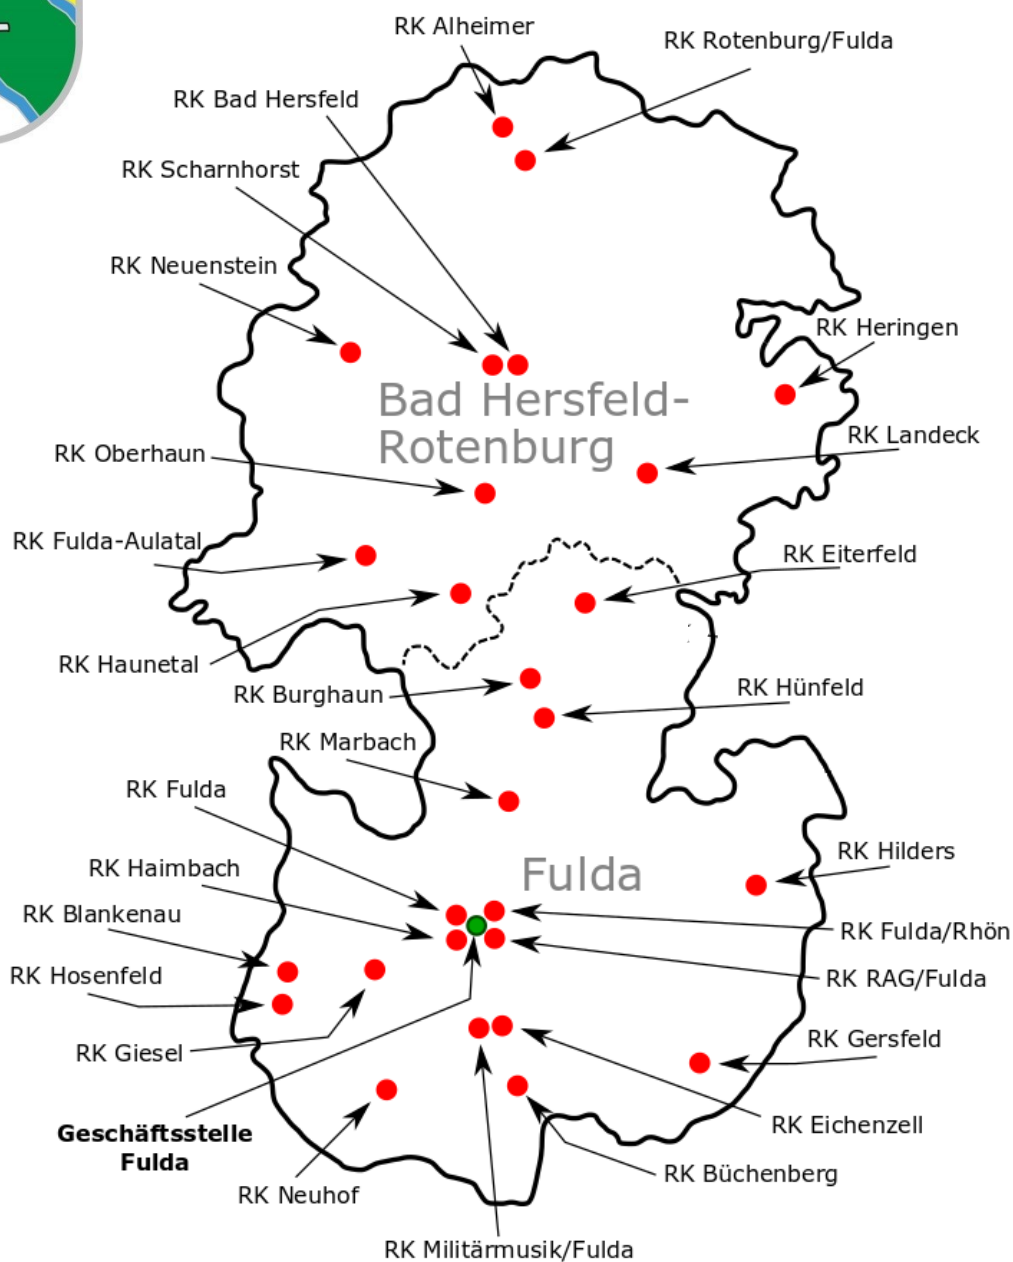 RK Alheimer
RK Rotenburg/Fulda
RK Bad Hersfeld
RK Scharnhorst
RK Neuenstein
RK Heringen
Bad Hersfeld-
Rotenburg
RK Landeck
RK Oberhaun
RK Fulda-Aulatal
RK Eiterfeld
RK Haunetal
RK Burghaun
RK Hünfeld
RK Marbach
RK Fulda
RK Hilders
RK Haimbach
Fulda
RK Blankenau
RK Fulda/Rhön
RK Hosenfeld
RK RAG/Fulda
RK Giesel
RK Gersfeld
Geschäftsstelle
Fulda
RK Eichenzell
RK Büchenberg
RK Neuhof
RK Militärmusik/Fulda